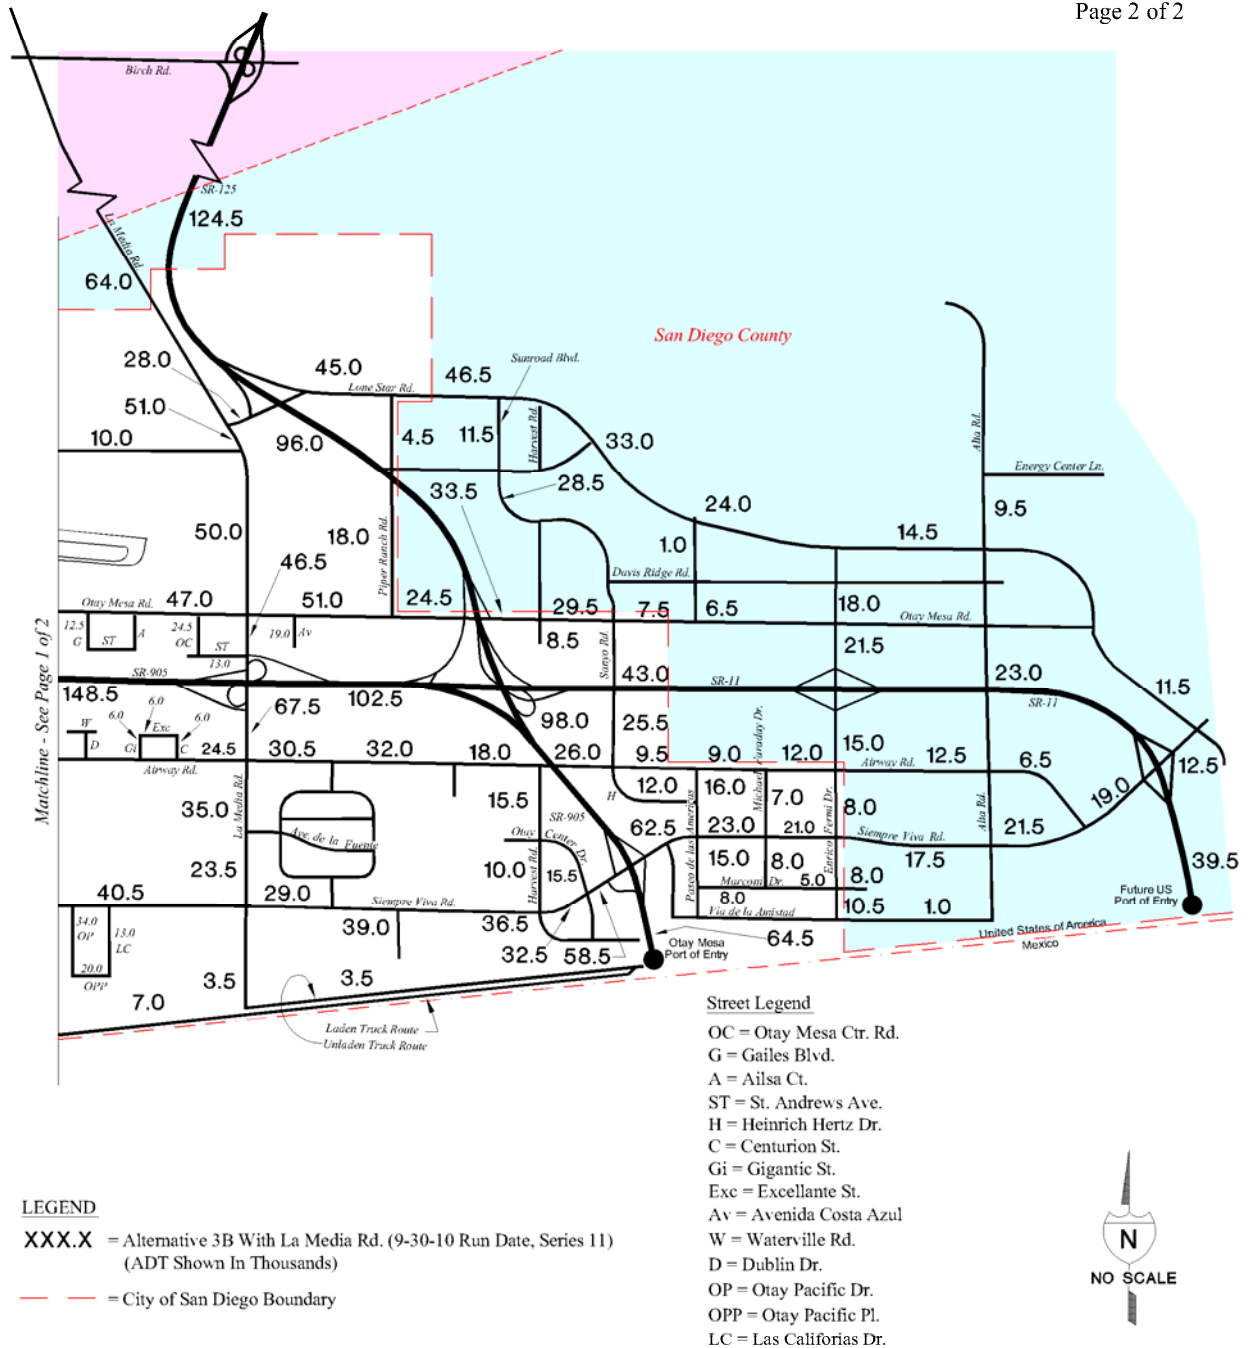 Page 2 of 2
Birch Rd.
SR-125
124.5
La Media Rd.
64.0
San Diego County
28.0
45.0
Lone Star Rd.
46.5
Sunroad Blvd.
51.0
10.0
96.0
4.5
11.5
Harvest Rd.
33.0
Alta Rd.
Energy Center Ln.
33.5
28.5
24.0
9.5
50.0
18.0
Piper Ranch Rd.
1.0
14.5
46.5
Davis Ridge Rd.
Otay Mesa Rd.
47.0
51.0
24.5
29.5
7.5
6.5
18.0
Otay Mesa Rd.
12.5
G
ST
A
24.5
OC
ST
13.0
19.0
Av
8.5
Sanyo Rd.
21.5
Matchline - See Page 1 of 2
SR-905
148.5
102.5
43.0
SR-11
23.0
SR-11
11.5
67.5
98.0
25.5
6.0
6.0
6.0
Exc
Gi
C
W
D
24.5
30.5
32.0
18.0
26.0
9.5
9.0
Michael Faraday Dr.
12.0
15.0
12.5
6.5
12.5
Airway Rd.
Airway Rd.
H
12.0
16.0
7.0
8.0
19.0
35.0
La Media Rd.
15.5
SR-905
62.5
Paseo de las Americas
23.0
21.0
Enrico Fermi Dr.
Siempre Viva Rd.
Alta Rd.
21.5
Ave. de la Fuente
Otay Center Dr.
17.5
23.5
10.0
Harvest Rd.
15.5
15.0
8.0
5.0
8.0
39.5
Marconi Dr.
8.0
Future US
Port of Entry
40.5
29.0
Siempre Viva Rd.
36.5
Via de la Amistad
10.5
1.0
34.0
OP
13.0
LC
20.0
OPP
39.0
32.5
58.5
64.5
Otay Mesa
Port of Entry
United States of America
Mexico
3.5
3.5
7.0
Laden Truck Route
Unladen Truck Route
Street Legend
OC = Otay Mesa Ctr. Rd.
G = Gailes Blvd.
A = Ailsa Ct.
ST = St. Andrews Ave.
H = Heinrich Hertz Dr.
C = Centurion St.
Gi = Gigantic St.
Exc = Excellante St.
Av = Avenida Costa Azul
W = Waterville Rd.
D = Dublin Dr.
OP = Otay Pacific Dr.
OPP = Otay Pacific Pl.
LC = Las Califorias Dr.
LEGEND
XXX.X = Alternative 3B With La Media Rd. (9-30-10 Run Date, Series 11)
(ADT Shown In Thousands)
= City of San Diego Boundary
N
NO SCALE